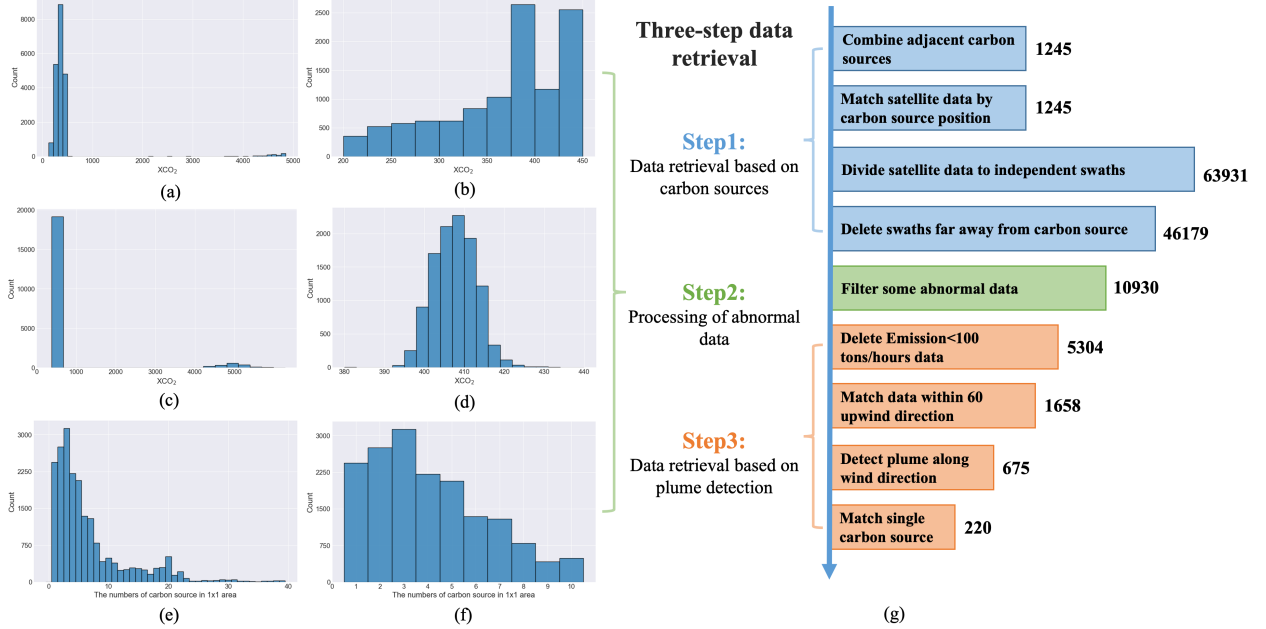 8000
6000
4000
2000
0
Count
0
1000
2000
3000
4000
5000
XCO₂
(a)
2500
2000
1500
1000
500
0
Count
200
250
300
350
400
450
XCO₂
(b)
20000
15000
10000
5000
0
Count
0
1000
2000
3000
4000
5000
6000
XCO₂
(c)
2000
1500
1000
500
0
Count
380
390
400
410
420
430
440
XCO₂
(d)
3000
2250
1500
750
0
Count
0
10
20
30
40
The numbers of carbon source in 1x1 area
(e)
3000
2250
1500
750
0
Count
0
1
2
3
4
5
6
7
8
9
10
The numbers of carbon source in 1x1 area
(f)
Three-step data
retrieval
Step1:
Data retrieval based on
carbon sources
Step2:
Processing of abnormal
data
Step3:
Data retrieval based on
plume detection
Combine adjacent carbon
sources
1245
Match satellite data by
carbon source position
1245
Divide satellite data to independent swaths
63931
Delete swaths far away from carbon source
46179
Filter some abnormal data
10930
Delete Emission<100
tons/hours data
5304
Match data within 60
upwind direction
1658
Detect plume along
wind direction
675
Match single
carbon source
220
(g)